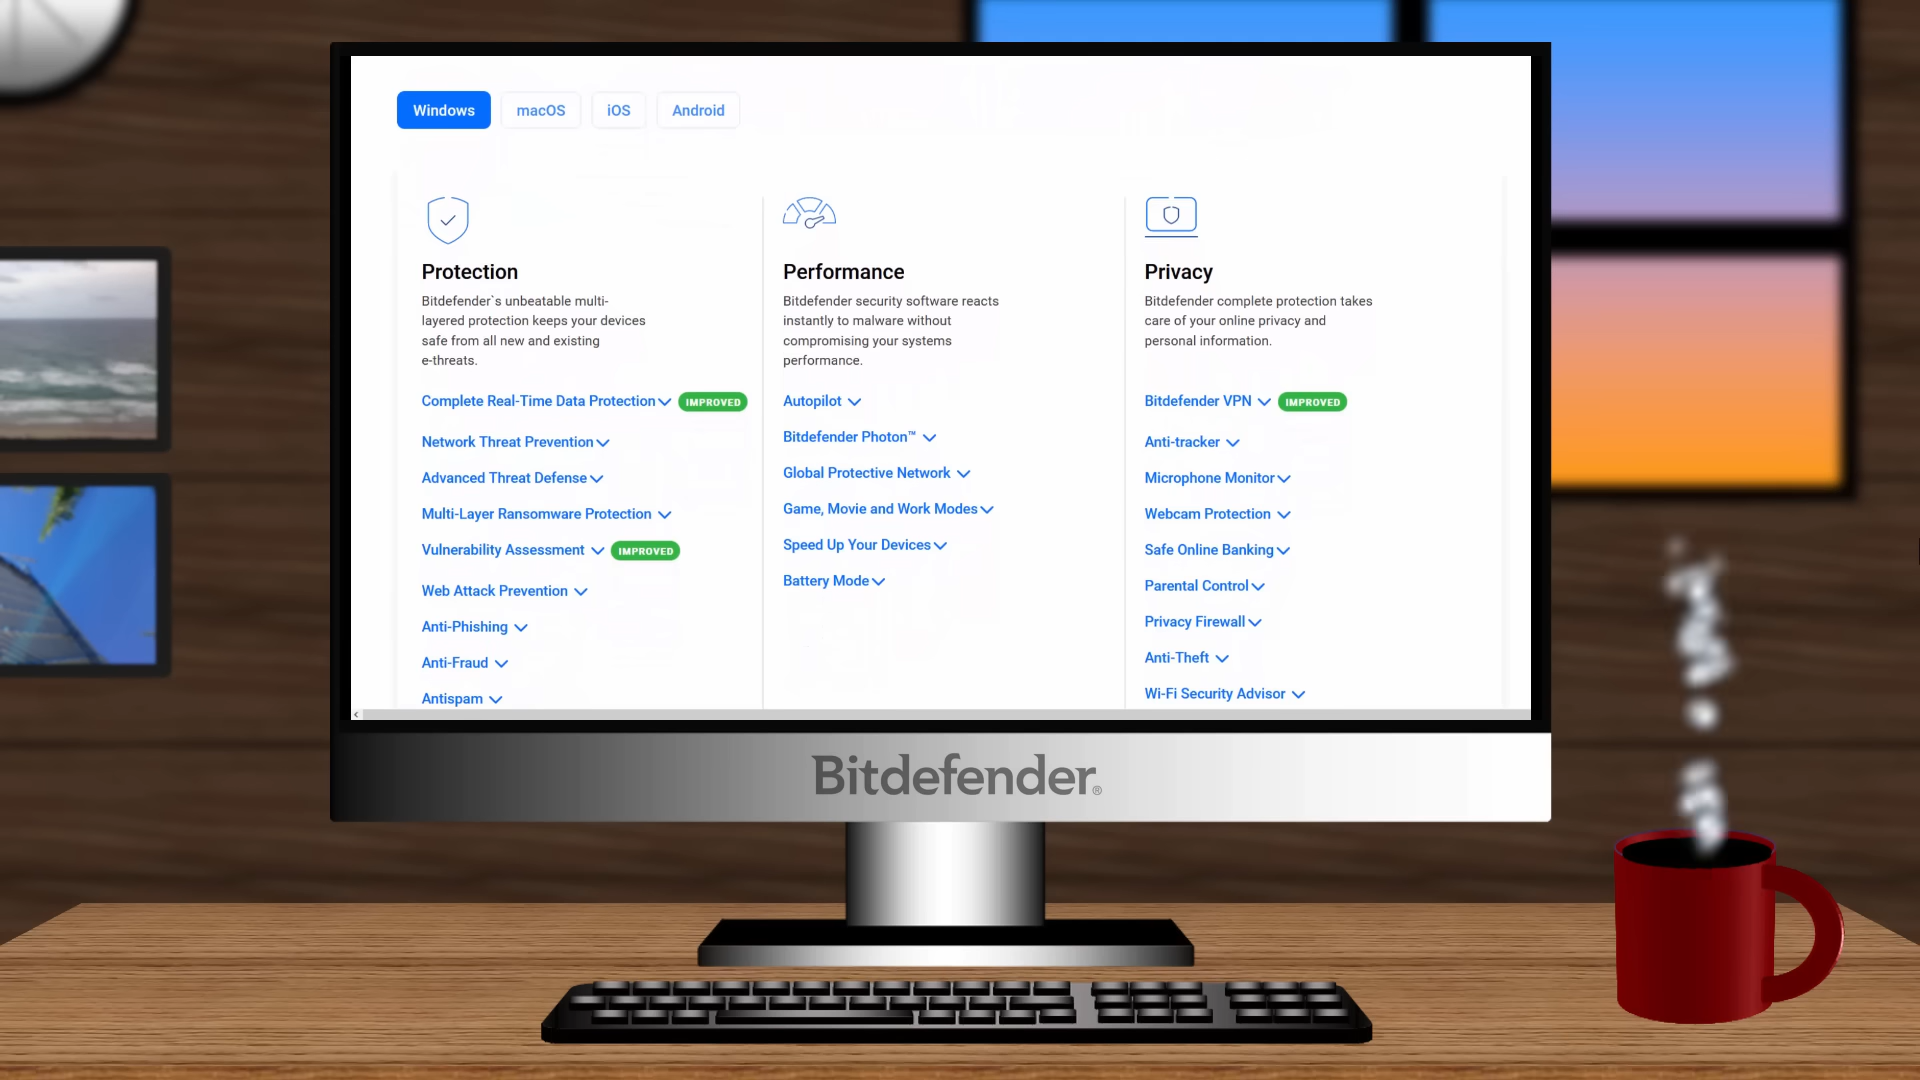 Windows
macOS
iOS
Android
Protection
Bitdefender`s unbeatable multi-
layered protection keeps your devices
safe from all new and existing
e-threats.
Complete Real-Time Data Protection IMPROVED
Network Threat Prevention
Advanced Threat Defense
Multi-Layer Ransomware Protection
Vulnerability Assessment IMPROVED
Web Attack Prevention
Anti-Phishing
Anti-Fraud
Antispam
Performance
Bitdefender security software reacts
instantly to malware without
compromising your systems
performance.
Autopilot
Bitdefender Photon™
Global Protective Network
Game, Movie and Work Modes
Speed Up Your Devices
Battery Mode
Privacy
Bitdefender complete protection takes
care of your online privacy and
personal information.
Bitdefender VPN IMPROVED
Anti-tracker
Microphone Monitor
Webcam Protection
Safe Online Banking
Parental Control
Privacy Firewall
Anti-Theft
Wi-Fi Security Advisor
Bitdefender®